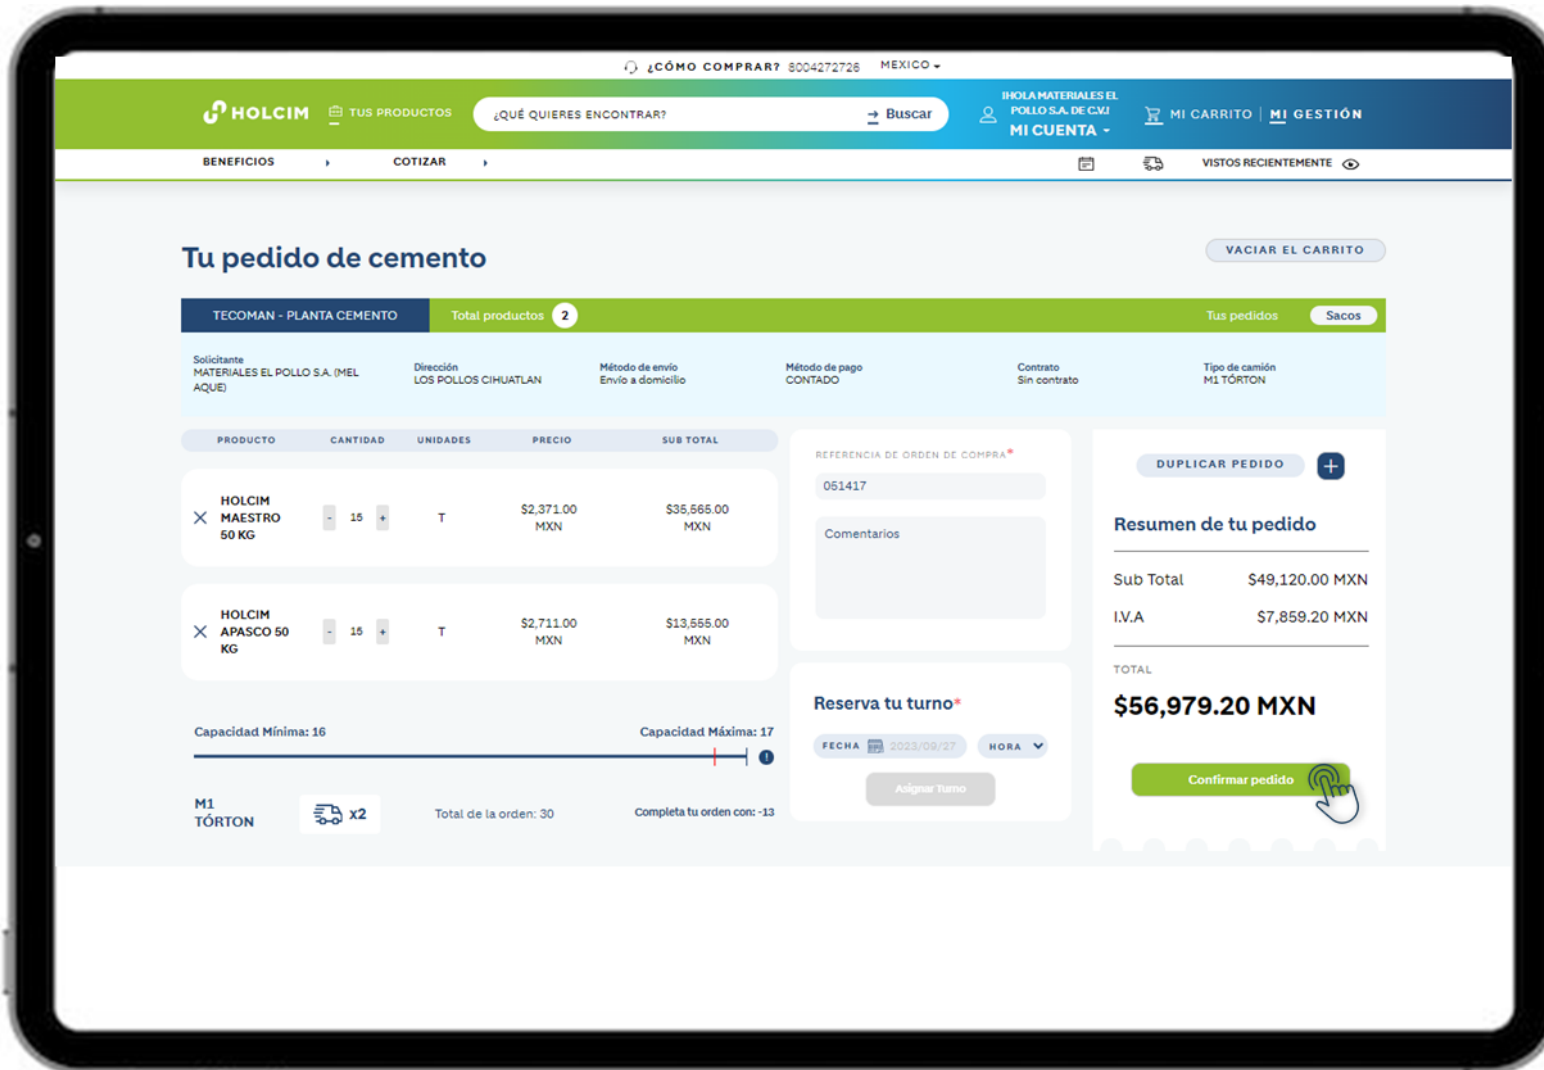 ¿CÓMO COMPRAR? 8004272726 MEXICO
HOLCIM TUS PRODUCTOS ¿QUÉ QUIERES ENCONTRAR? Buscar
¡HOLA MATERIALES EL
POLLO S.A. DE C.V.!
MI CUENTA
MI CARRITO | MI GESTIÓN
BENEFICIOS COTIZAR VISTOS RECIENTEMENTE
Tu pedido de cemento
VACIAR EL CARRITO
TECOMAN - PLANTA CEMENTO Total productos 2 Tus pedidos Sacos
Solicitante
MATERIALES EL POLLO S.A. (MEL
AQUE)
Dirección
LOS POLLOS CIHUATLAN
Método de envío
Envío a domicilio
Método de pago
CONTADO
Contrato
Sin contrato
Tipo de camión
M1 TÓRTON
PRODUCTO CANTIDAD UNIDADES PRECIO SUB TOTAL
HOLCIM
MAESTRO
50 KG
- 15 + T
$2,371.00
MXN
$35,565.00
MXN
HOLCIM
APASCO 50
KG
- 15 + T
$2,711.00
MXN
$13,555.00
MXN
Capacidad Mínima: 16 Capacidad Máxima: 17
M1
TÓRTON
x2
Total de la orden: 30
Completa tu orden con: -13
REFERENCIA DE ORDEN DE COMPRA*
051417
Comentarios
Reserva tu turno*
FECHA 2023/09/27 HORA
Asignar Turno
DUPLICAR PEDIDO +
Resumen de tu pedido
Sub Total $49,120.00 MXN
I.V.A $7,859.20 MXN
TOTAL
$56,979.20 MXN
Confirmar pedido